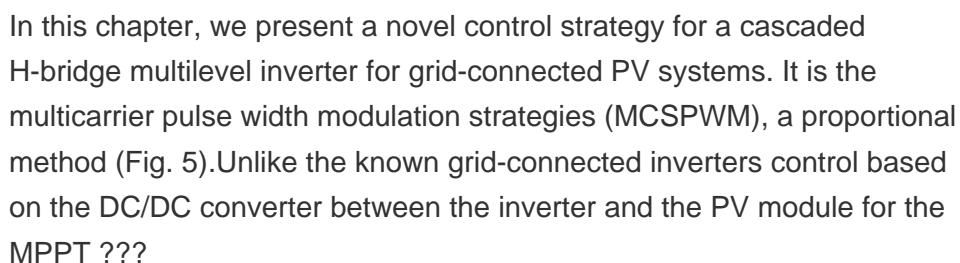 In this chapter, we present a novel control strategy for a cascaded
H-bridge multilevel inverter for grid-connected PV systems. It is the
multicarrier pulse width modulation strategies (MCSPWM), a proportional
method (Fig. 5).Unlike the known grid-connected inverters control based
on the DC/DC converter between the inverter and the PV module for the
MPPT ???